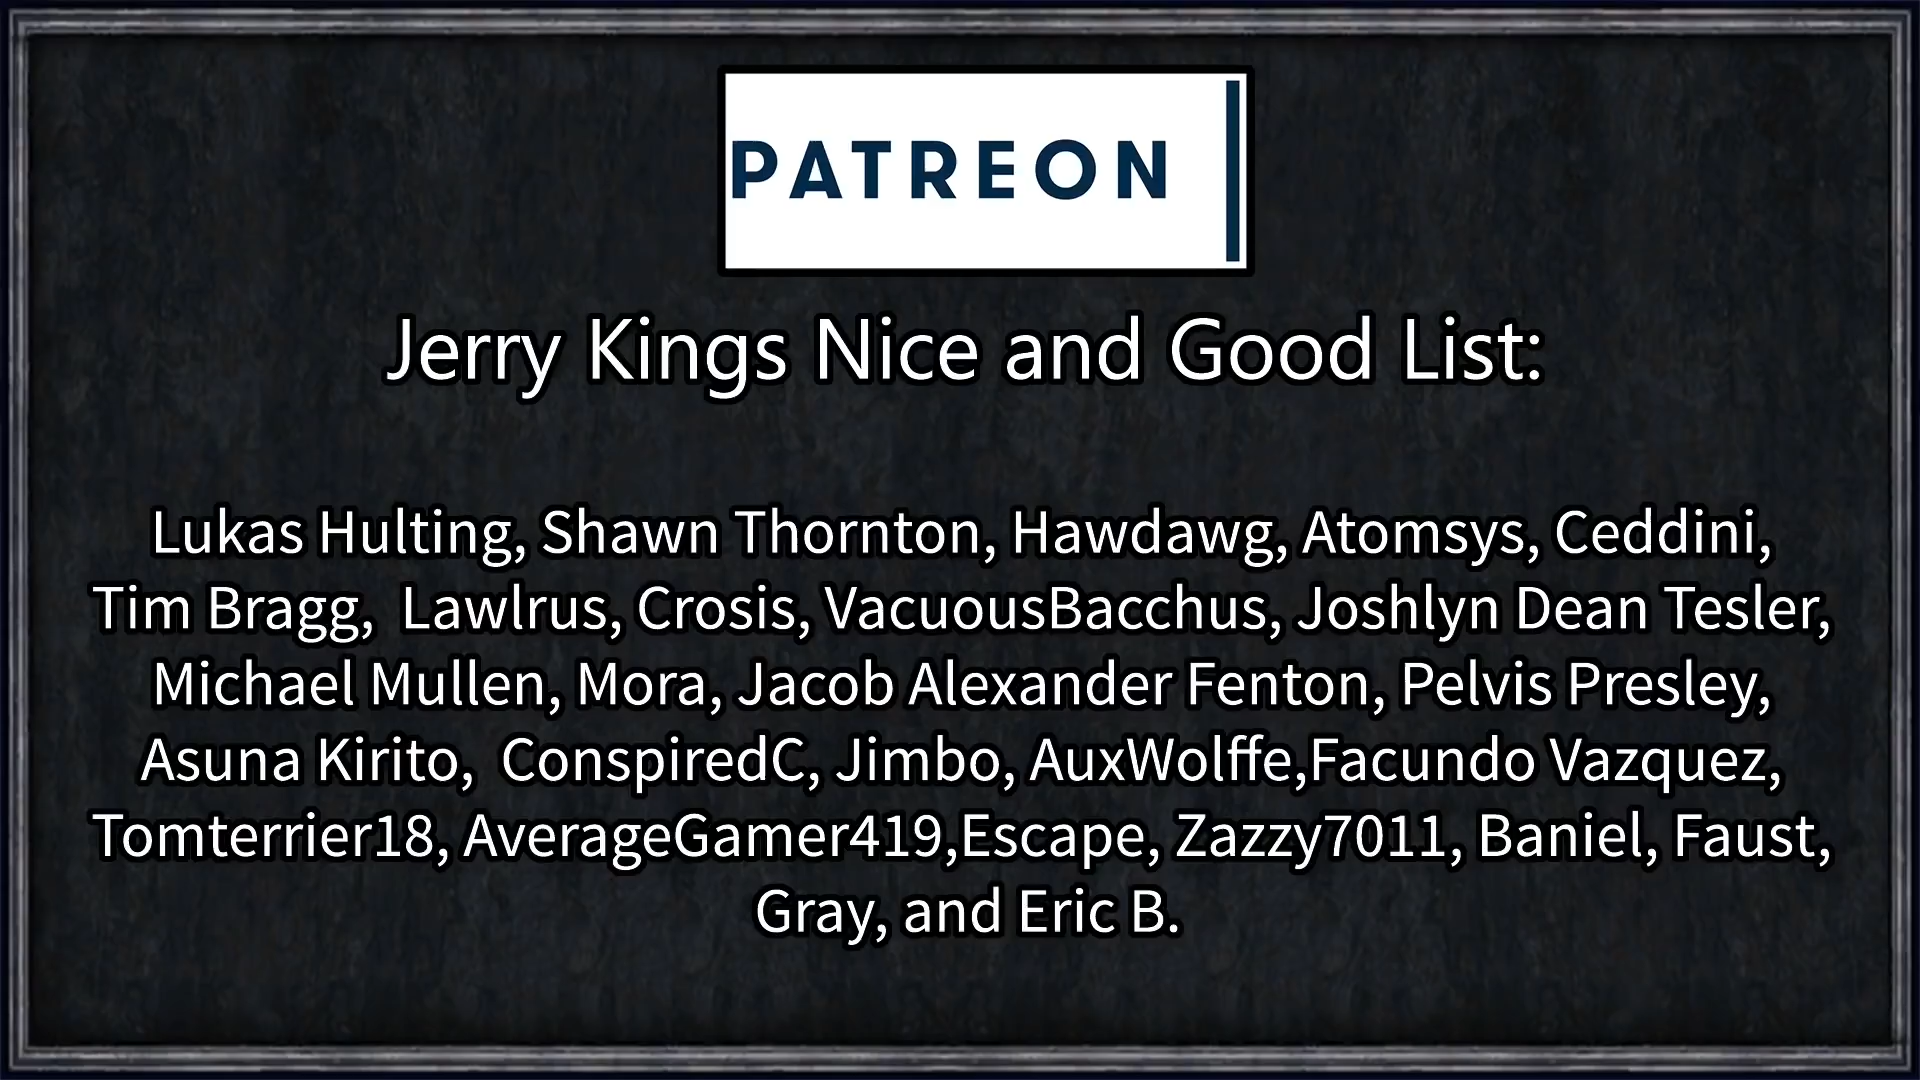 PATREON
Jerry Kings Nice and Good List:
Lukas Hulting, Shawn Thornton, Hawdawg, Atomsys, Ceddini,
Tim Bragg,  Lawlrus, Crosis, VacuousBacchus, Joshlyn Dean Tesler,
Michael Mullen, Mora, Jacob Alexander Fenton, Pelvis Presley,
Asuna Kirito,  ConspiredC, Jimbo, AuxWolffe,Facundo Vazquez,
Tomterrier18, AverageGamer419,Escape, Zazzy7011, Baniel, Faust,
Gray, and Eric B.